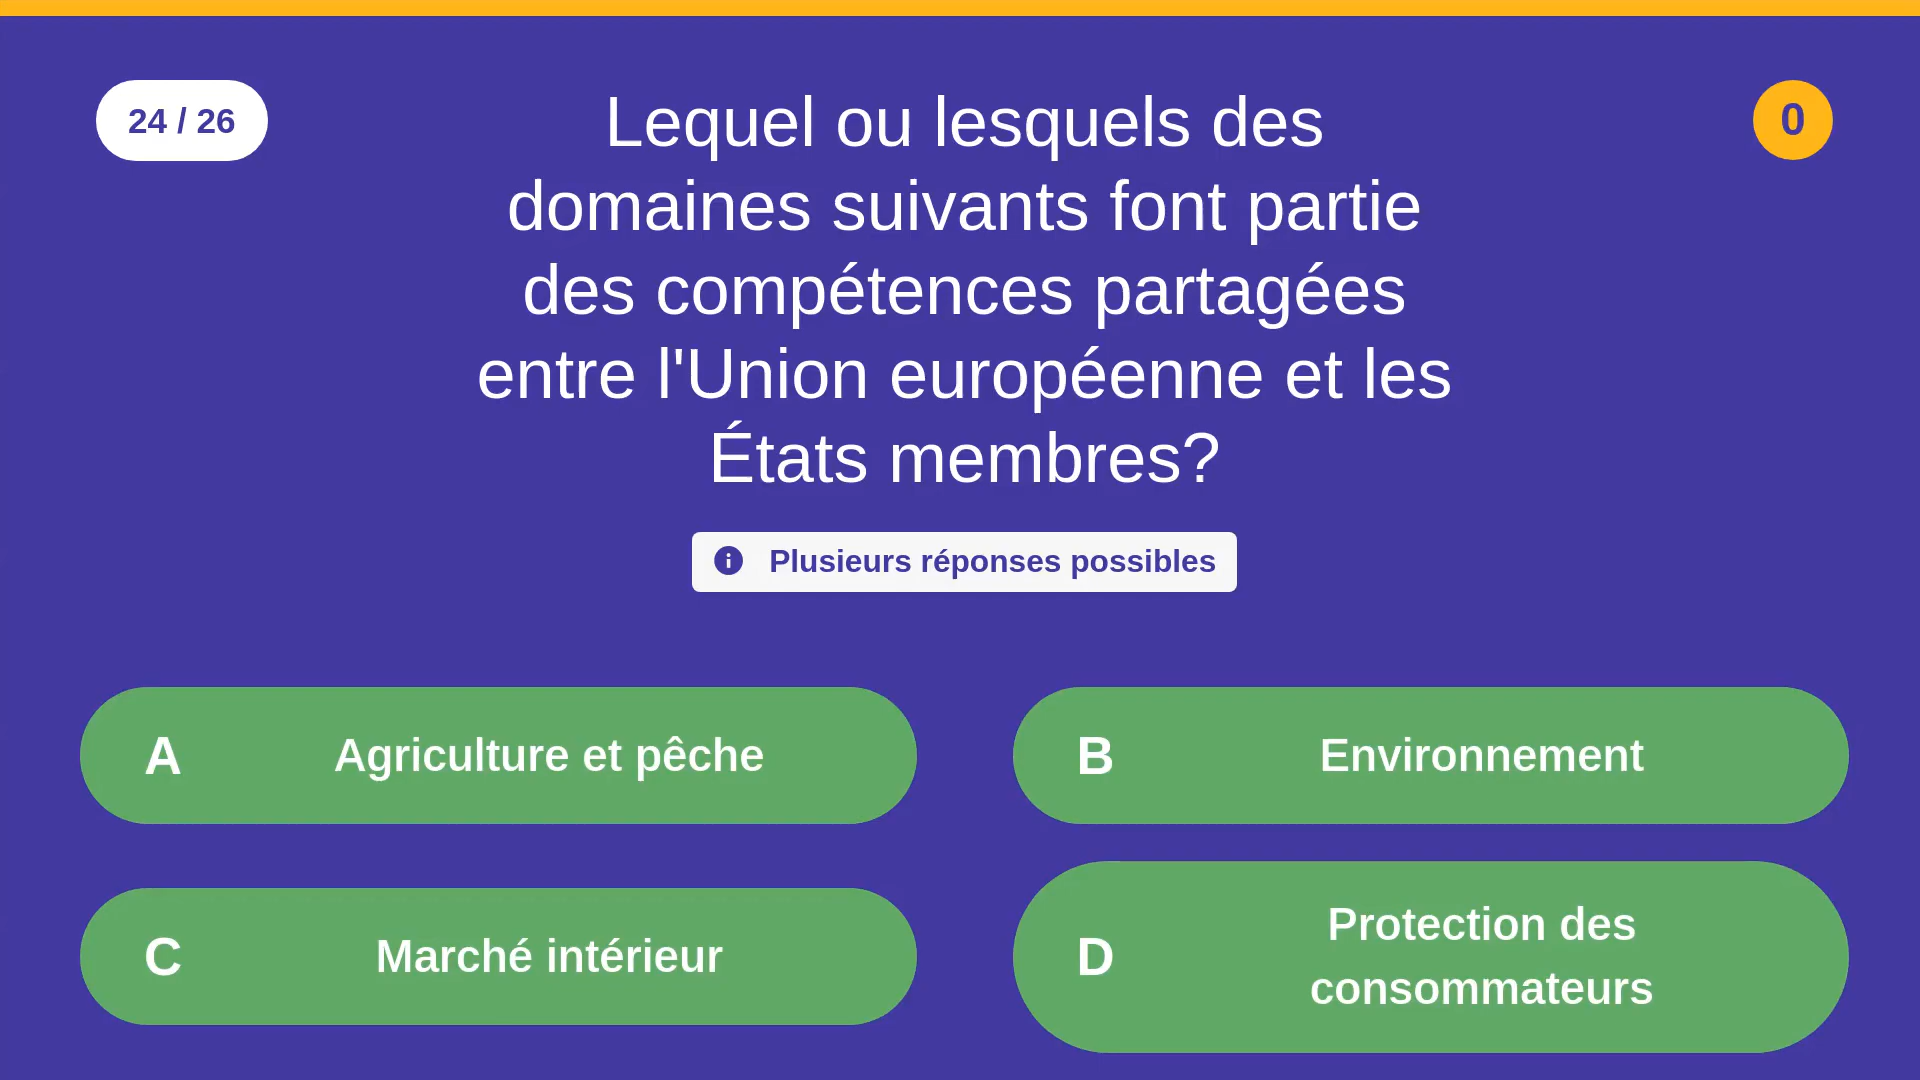 24 / 26
Lequel ou lesquels des
domaines suivants font partie
des compétences partagées
entre l'Union européenne et les
États membres?
0
Plusieurs réponses possibles
A Agriculture et pêche
B Environnement
C Marché intérieur
D Protection des
consommateurs